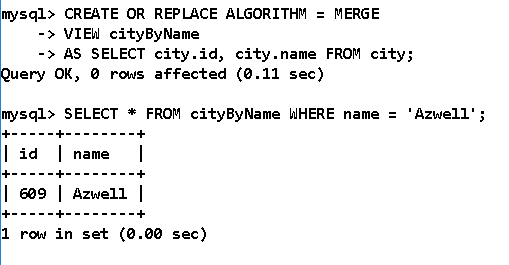 mysql> CREATE OR REPLACE ALGORITHM = MERGE
    -> VIEW cityByName
    -> AS SELECT city.id, city.name FROM city;
Query OK, 0 rows affected (0.11 sec)

mysql> SELECT * FROM cityByName WHERE name = 'Azwell';
+-----+--------+
| id  | name   |
+-----+--------+
| 609 | Azwell |
+-----+--------+
1 row in set (0.00 sec)